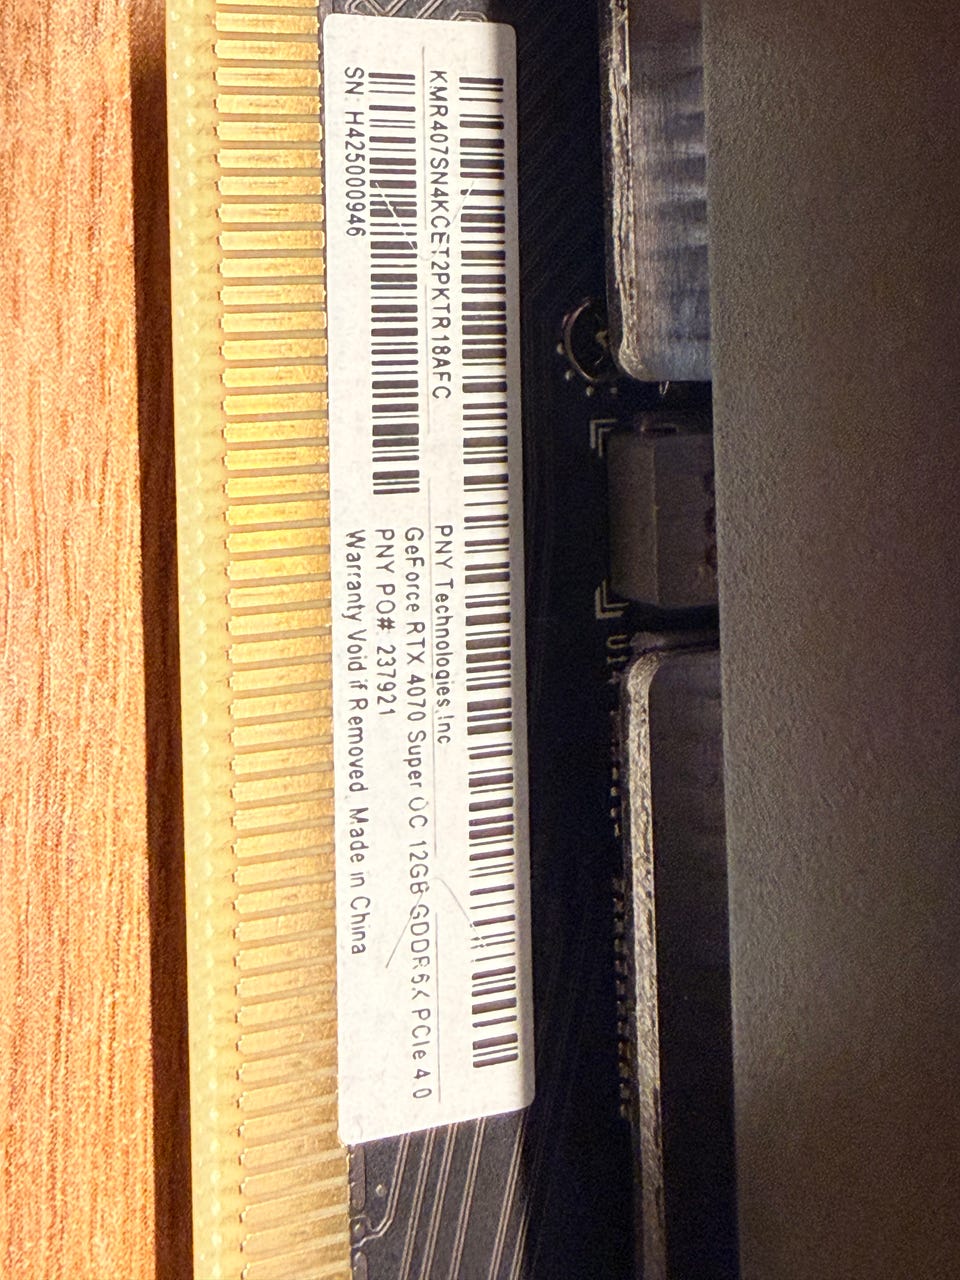 KMR407SN4KCET2PKTR18AFC
SN: H425000946
PNY Technologies,Inc
GeForce RTX 4070 Super OC 12GB GDDR6X PCIe 4.0
PNY PO#: 237921
Warranty Void if Removed. Made in China